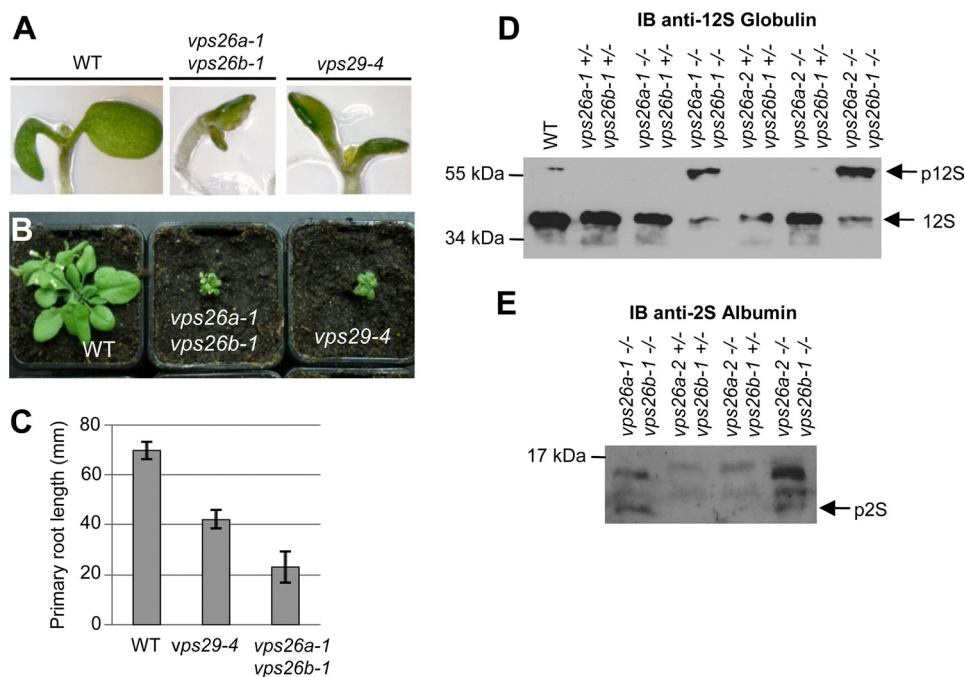 A
WT
vps26a-1
vps26b-1
vps29-4
B
WT
vps26a-1
vps26b-1
vps29-4
C
Primary root length (mm)
80
60
40
20
0
WT
vps29-4
vps26a-1
vps26b-1
D
IB anti-12S Globulin
WT
vps26a-1 +/-
vps26b-1 +/-
vps26a-1 -/-
vps26b-1 +/-
vps26a-1 -/-
vps26b-1 -/-
vps26a-2 +/-
vps26b-1 +/-
vps26a-2 -/-
vps26b-1 +/-
vps26a-2 -/-
vps26b-1 -/-
55 kDa
p12S
12S
34 kDa
E
IB anti-2S Albumin
vps26a-1 -/-
vps26b-1 -/-
vps26a-2 +/-
vps26b-1 +/-
vps26a-2 -/-
vps26b-1 +/-
vps26a-2 -/-
vps26b-1 -/-
17 kDa
p2S